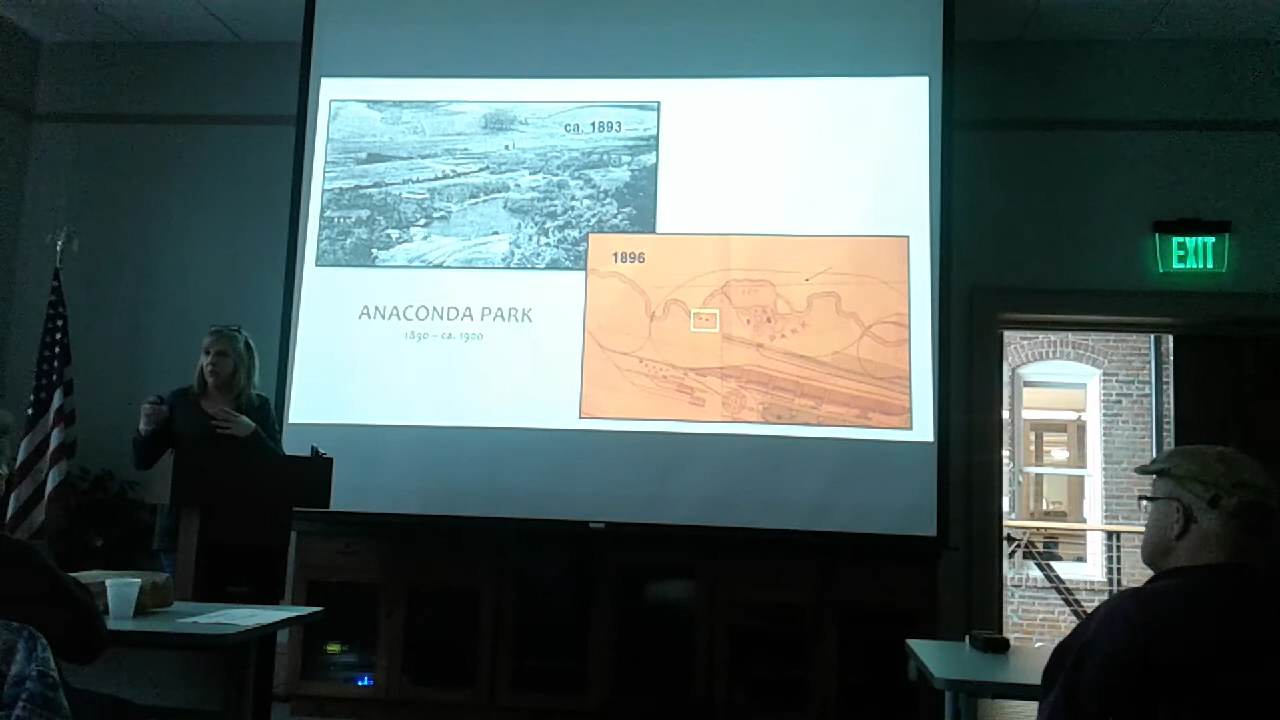 ca. 1893
1896
ANACONDA PARK
1890 – ca. 1900
EXIT